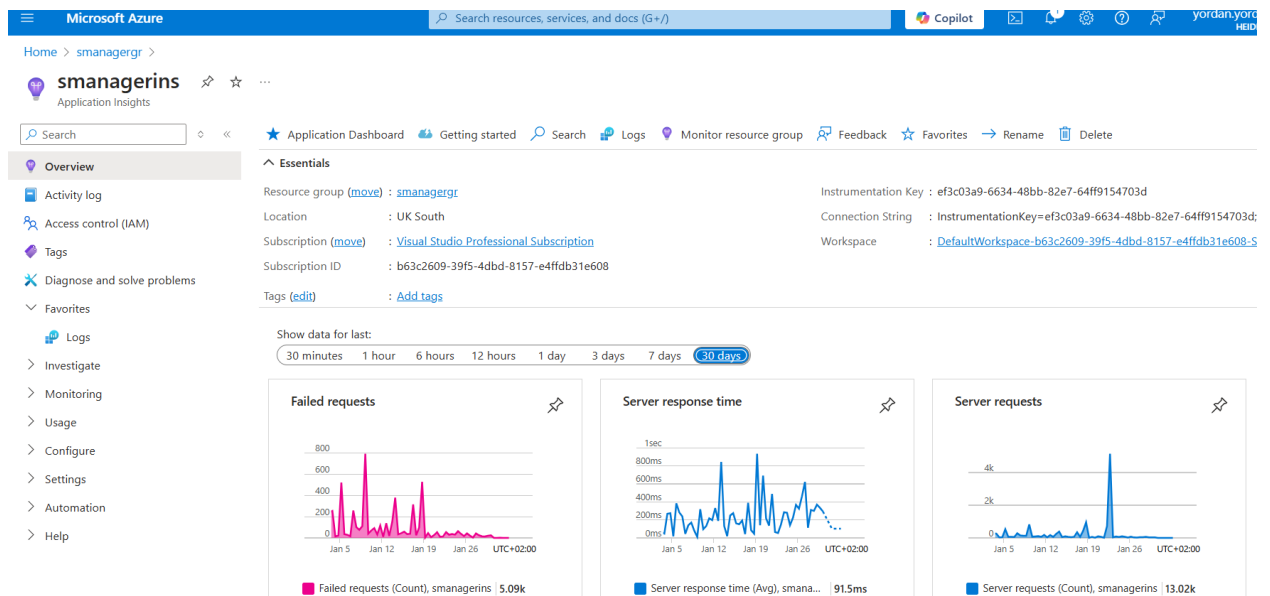 Microsoft Azure
Search resources, services, and docs (G+/)
Copilot
yordan.yord
HEID
Home > smanagergr >
smanagerins
Application Insights
Search
Overview
Activity log
Access control (IAM)
Tags
Diagnose and solve problems
Favorites
Logs
Investigate
Monitoring
Usage
Configure
Settings
Automation
Help
Application Dashboard Getting started Search Logs Monitor resource group Feedback Favorites Rename Delete
Essentials
Resource group (move) : smanagergr
Location : UK South
Subscription (move) : Visual Studio Professional Subscription
Subscription ID : b63c2609-39f5-4dbd-8157-e4ffdb31e608
Tags (edit) : Add tags
Instrumentation Key : ef3c03a9-6634-48bb-82e7-64ff9154703d
Connection String : InstrumentationKey=ef3c03a9-6634-48bb-82e7-64ff9154703d;
Workspace : DefaultWorkspace-b63c2609-39f5-4dbd-8157-e4ffdb31e608-S
Show data for last:
30 minutes 1 hour 6 hours 12 hours 1 day 3 days 7 days 30 days
Failed requests
800
600
400
200
0
Jan 5 Jan 12 Jan 19 Jan 26 UTC+02:00
Failed requests (Count), smanagerins 5.09k
Server response time
1sec
800ms
600ms
400ms
200ms
0ms
Jan 5 Jan 12 Jan 19 Jan 26 UTC+02:00
Server response time (Avg), smana... 91.5ms
Server requests
4k
2k
0
Jan 5 Jan 12 Jan 19 Jan 26 UTC+02:00
Server requests (Count), smanagerins 13.02k